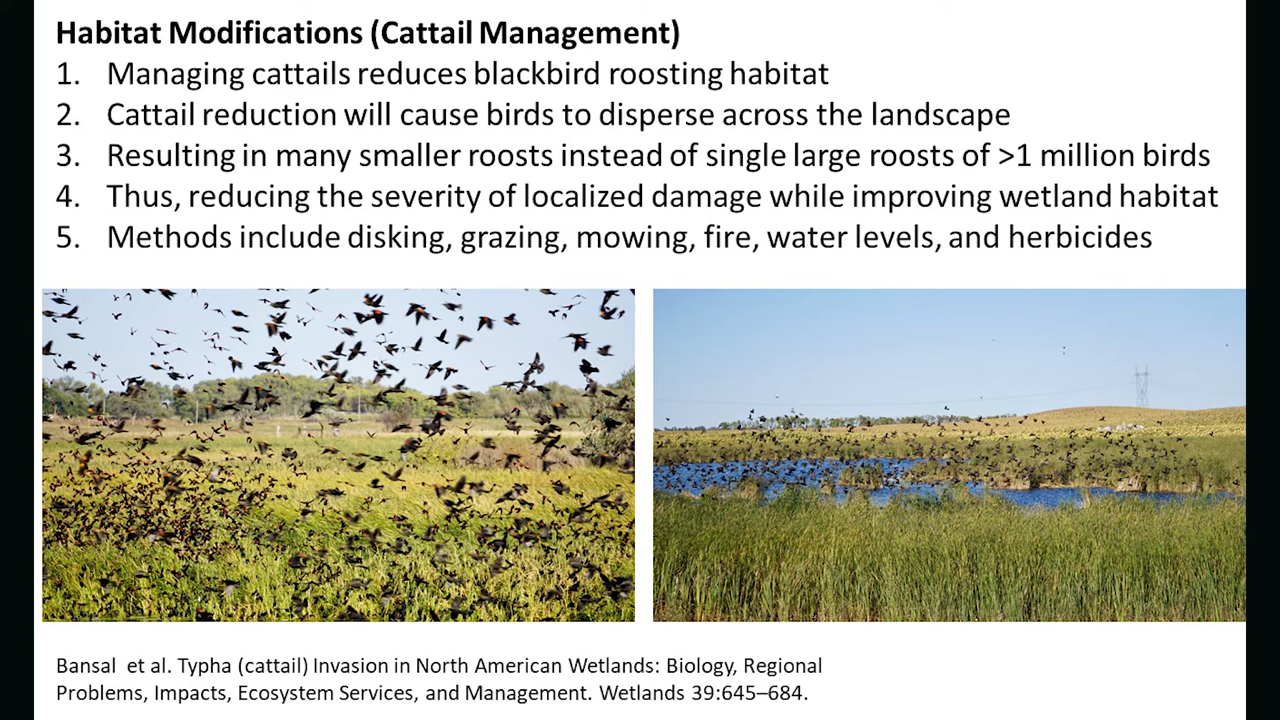 Habitat Modifications (Cattail Management)
1. Managing cattails reduces blackbird roosting habitat
2. Cattail reduction will cause birds to disperse across the landscape
3. Resulting in many smaller roosts instead of single large roosts of >1 million birds
4. Thus, reducing the severity of localized damage while improving wetland habitat
5. Methods include disking, grazing, mowing, fire, water levels, and herbicides
Bansal et al. Typha (cattail) Invasion in North American Wetlands: Biology, Regional
Problems, Impacts, Ecosystem Services, and Management. Wetlands 39:645–684.